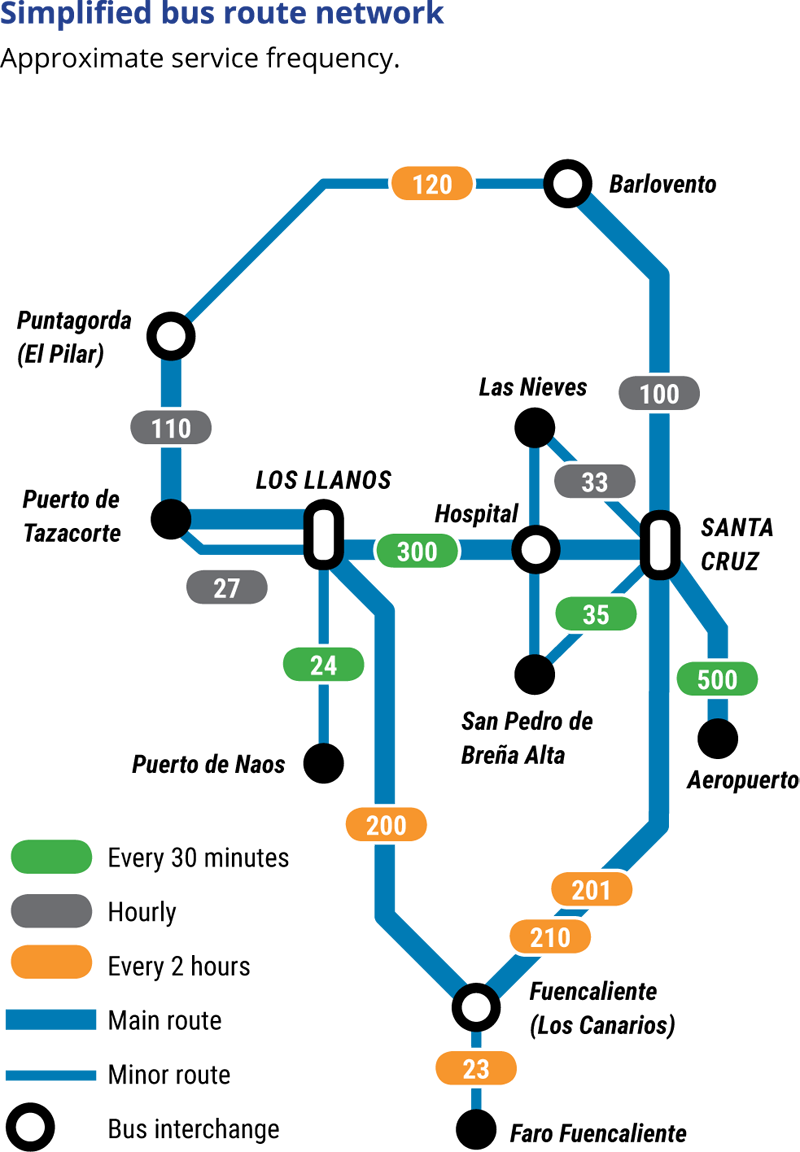 Simplified bus route network
Approximate service frequency.
120
Barlovento
Puntagorda
(El Pilar)
Las Nieves
100
110
LOS LLANOS
33
Puerto de
Tazacorte
Hospital
SANTA
CRUZ
300
27
35
24
500
San Pedro de
Breña Alta
Puerto de Naos
Aeropuerto
200
Every 30 minutes
201
Hourly
210
Every 2 hours
Fuencaliente
(Los Canarios)
Main route
23
Minor route
Bus interchange
Faro Fuencaliente